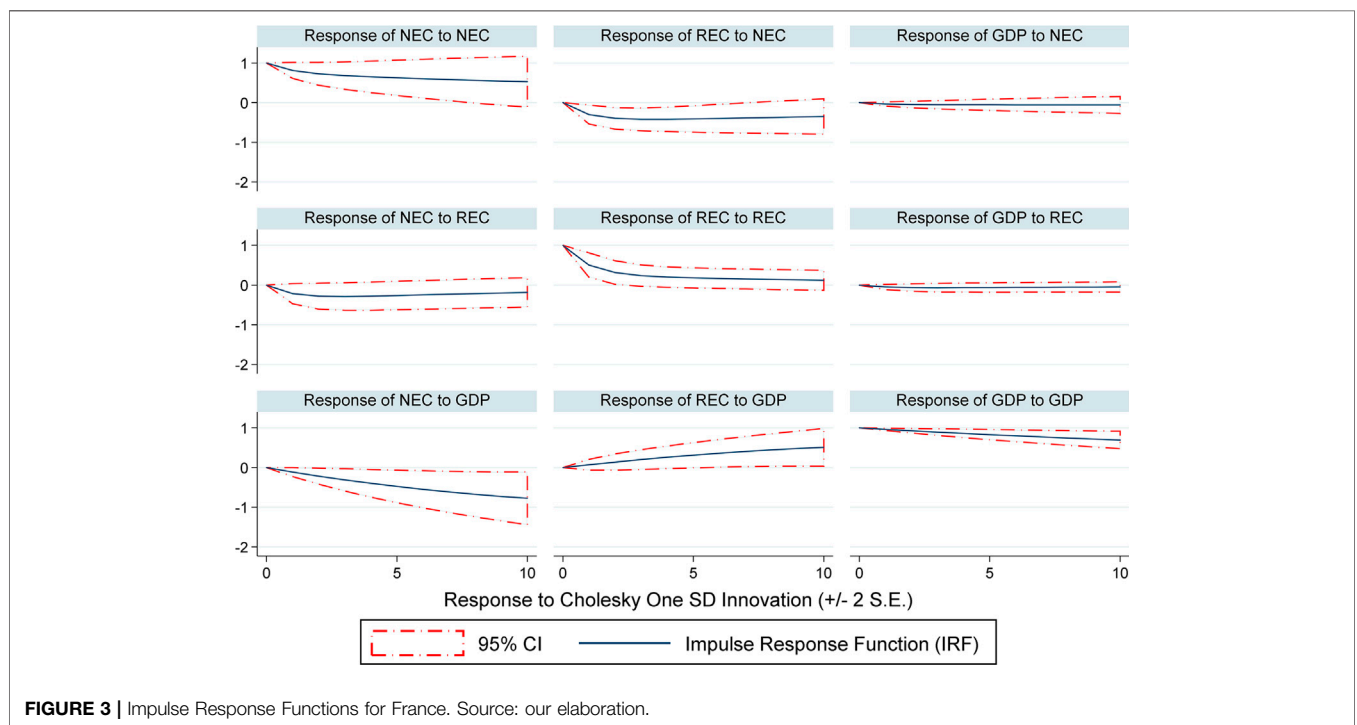 Response of NEC to NEC
Response of REC to NEC
Response of GDP to NEC
1
0
-1
-2
Response of NEC to REC
Response of REC to REC
Response of GDP to REC
1
0
-1
-2
Response of NEC to GDP
Response of REC to GDP
Response of GDP to GDP
1
0
-1
-2
0 5 10 0 5 10 0 5 10
Response to Cholesky One SD Innovation (+/- 2 S.E.)
95% CI Impulse Response Function (IRF)
FIGURE 3 | Impulse Response Functions for France. Source: our elaboration.